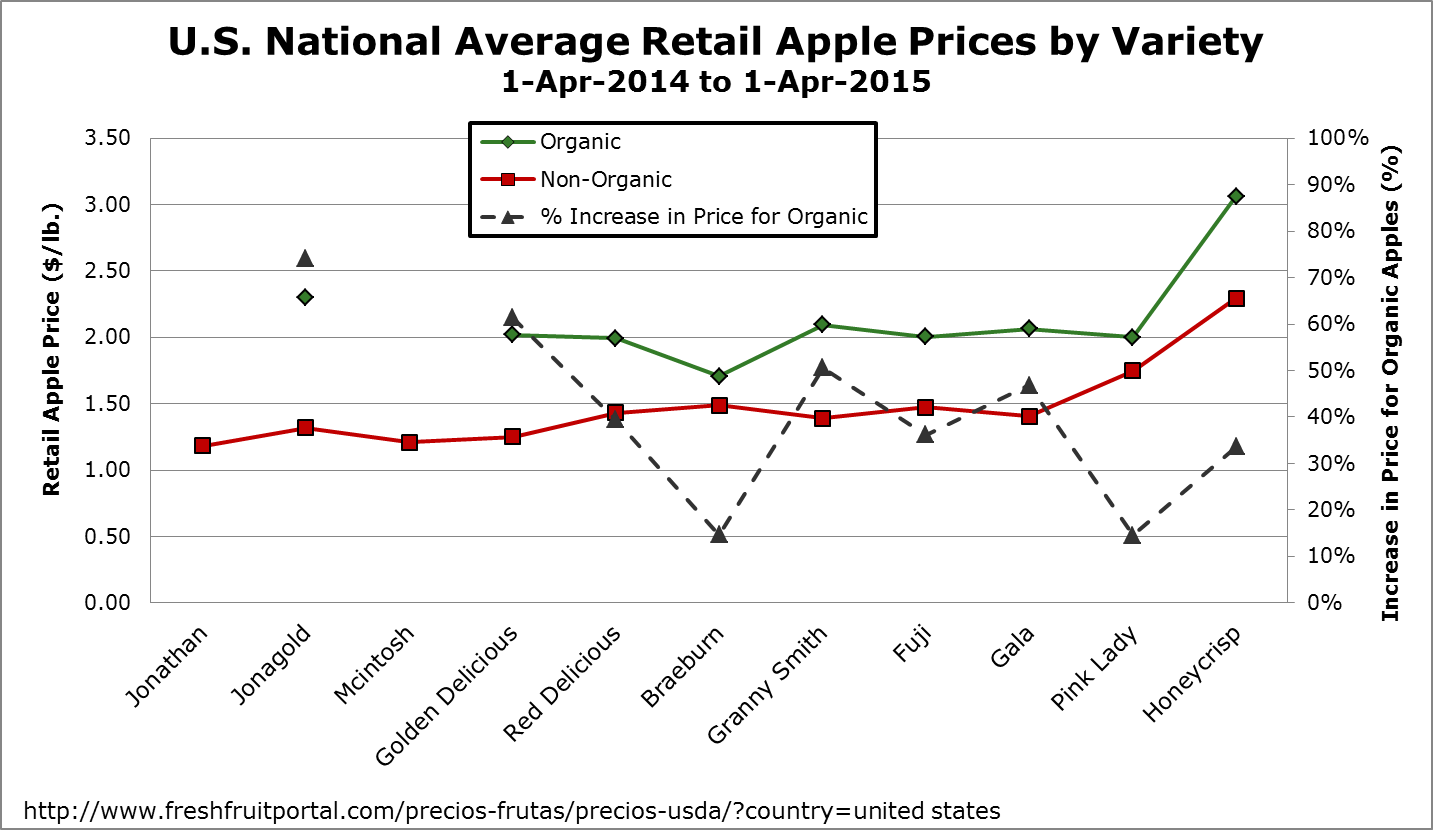 U.S. National Average Retail Apple Prices by Variety
1-Apr-2014 to 1-Apr-2015
Organic
Non-Organic
% Increase in Price for Organic
Retail Apple Price ($/lb.)
3.50
3.00
2.50
2.00
1.50
1.00
0.50
0.00
100%
90%
80%
70%
60%
50%
40%
30%
20%
10%
0%
Increase in Price for Organic Apples (%)
Jonathan
Jonagold
Mcintosh
Golden Delicious
Red Delicious
Braeburn
Granny Smith
Fuji
Gala
Pink Lady
Honeycrisp
http://www.freshfruitportal.com/precios-frutas/precios-usda/?country=united states